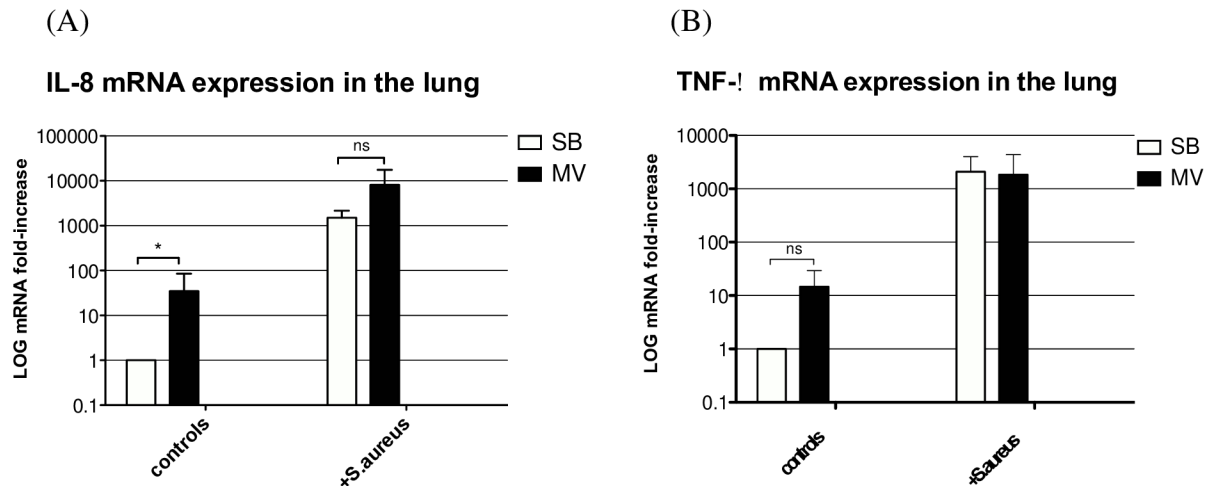 (A)
IL-8 mRNA expression in the lung
LOG mRNA fold-increase
100000
10000
1000
100
10
1
0.1
*
ns
SB
MV
controls
+S.aureus
(B)
TNF-! mRNA expression in the lung
LOG mRNA fold-increase
10000
1000
100
10
1
0.1
ns
SB
MV
controls
+S.aureus